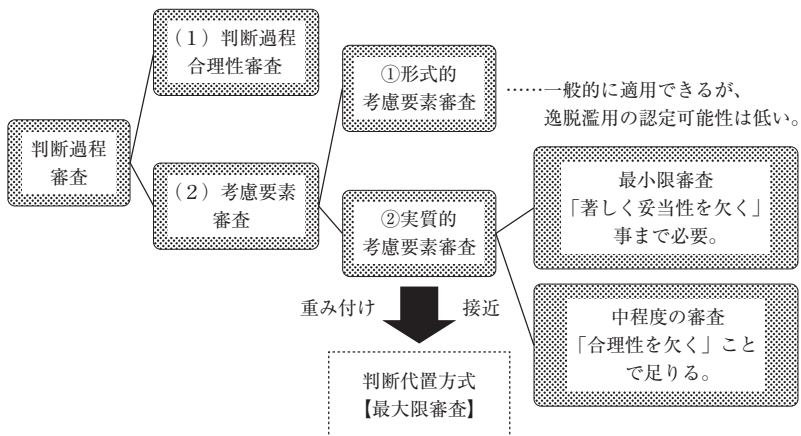 判断過程
審査
（１）判断過程
合理性審査
（２）考慮要素
審査
①形式的
考慮要素審査
……一般的に適用できるが、
逸脱濫用の認定可能性は低い。
②実質的
考慮要素審査
最小限審査
「著しく妥当性を欠く」
事まで必要。
中程度の審査
「合理性を欠く」こと
で足りる。
重み付け
接近
判断代置方式
【最大限審査】